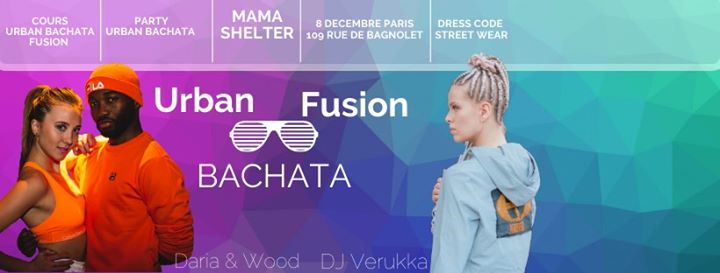 COURS
URBAN BACHATA
FUSION
PARTY
URBAN BACHATA
MAMA
SHELTER
8 DECEMBRE PARIS
109 RUE DE BAGNOLET
DRESS CODE
STREET WEAR
FILA
Urban Fusion
BACHATA
Daria & Wood DJ Verukka